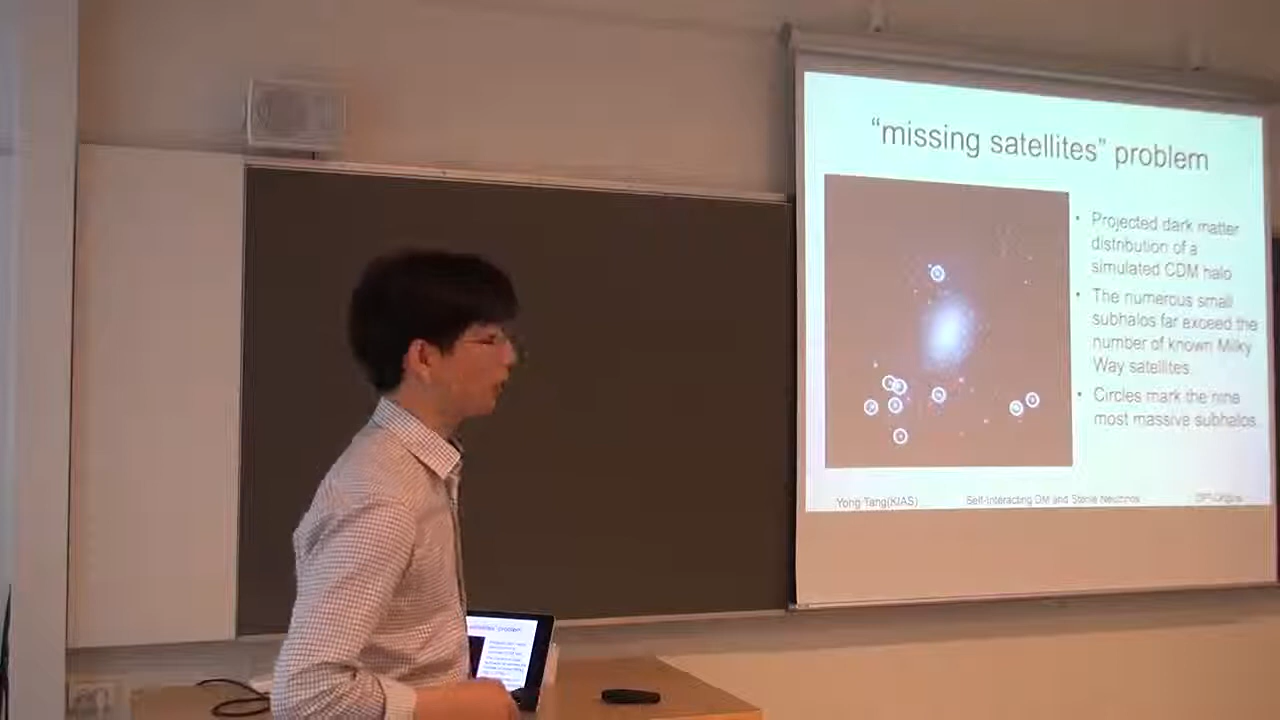 “missing satellites” problem
• Projected dark matter
distribution of a
simulated CDM halo
• The numerous small
subhalos far exceed the
number of known Milky
Way satellites.
• Circles mark the nine
most massive subhalos.
Yong Tang(KIAS)
Self-Interacting DM and Sterile Neutrinos
problem